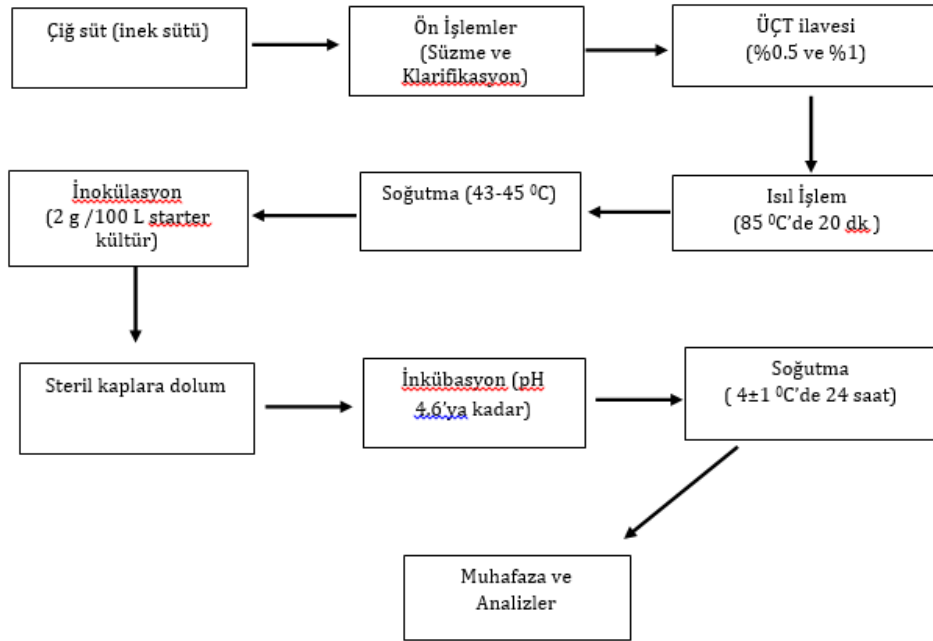 Çiğ süt (inek sütü)
Ön İşlemler
(Süzme ve
Klarifikasyon)
ÜÇT ilavesi
(%0.5 ve %1)
Isıl İşlem
(85 ⁰C’de 20 dk )
Soğutma (43-45 ⁰C)
İnokülasyon
(2 g /100 L starter
kültür)
Steril kaplara dolum
İnkübasyon (pH
4.6’ya kadar)
Soğutma
( 4±1 ⁰C’de 24 saat)
Muhafaza ve
Analizler